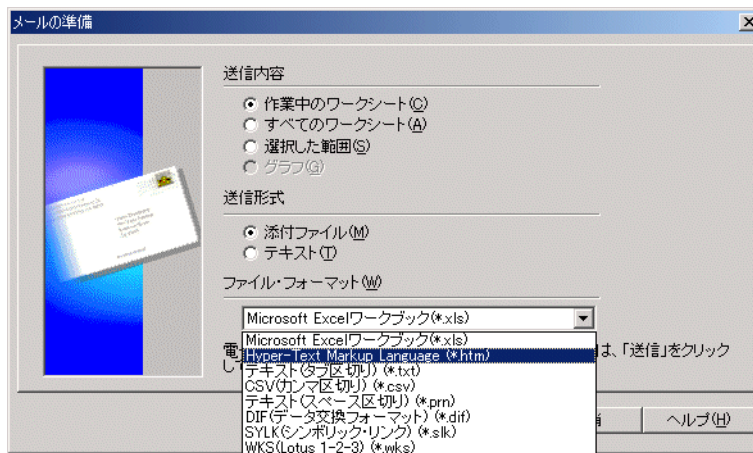 メールの準備
送信内容
作業中のワークシート(C)
すべてのワークシート(A)
選択した範囲(S)
グラフ(G)
送信形式
添付ファイル(M)
テキスト(T)
ファイル・フォーマット(W)
Microsoft Excelワークブック(*.xls)
Microsoft Excelワークブック(*.xls)
電 は、「送信」をクリック
Hyper-Text Markup Language (*.htm)
し
テキスト(タブ区切り) (*.txt)
CSV(カンマ区切り) (*.csv)
テキスト(スペース区切り) (*.prn)
DIF(データ交換フォーマット) (*.dif)
SYLK(シンボリック・リンク) (*.slk)
WKS(Lotus 1-2-3) (*.wks)
ヘルプ(H)